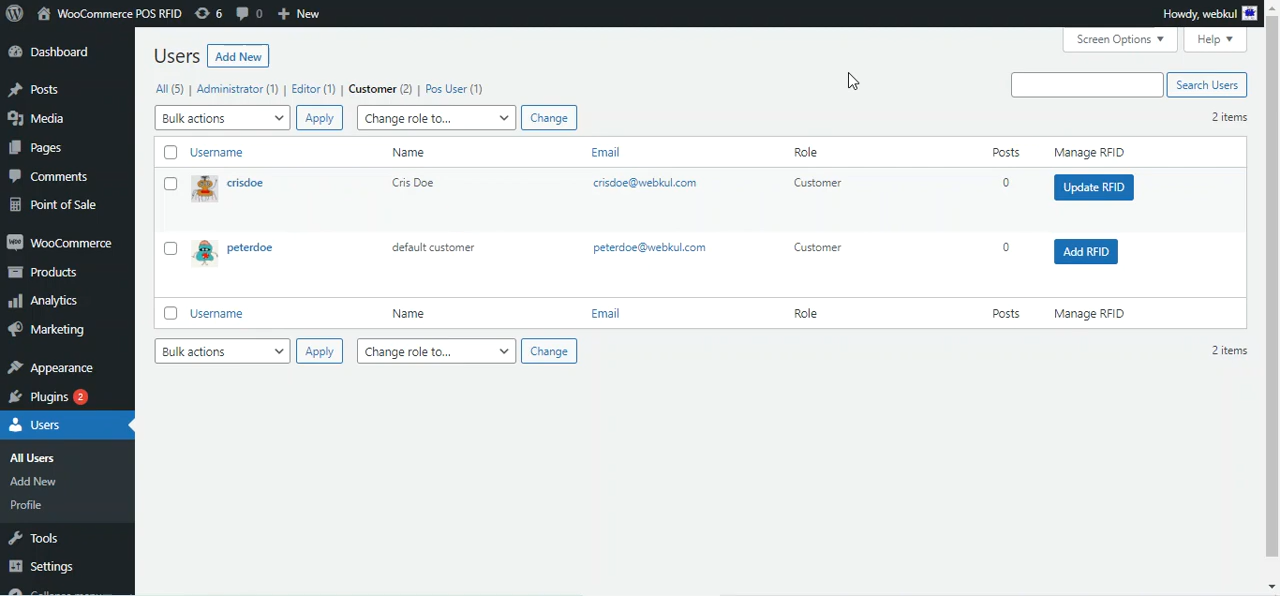 WooCommerce POS RFID 6 0 New Howdy, webkul
Dashboard
Posts
Media
Pages
Comments
Point of Sale
WooCommerce
Products
Analytics
Marketing
Appearance
Plugins 2
Users
All Users
Add New
Profile
Tools
Settings
Screen Options Help
Users Add New
All (5) | Administrator (1) | Editor (1) | Customer (2) | Pos User (1)
Search Users
Bulk actions Apply Change role to... Change 2 items
Username Name Email Role Posts Manage RFID
crisdoe Cris Doe crisdoe@webkul.com Customer 0 Update RFID
peterdoe default customer peterdoe@webkul.com Customer 0 Add RFID
Username Name Email Role Posts Manage RFID
Bulk actions Apply Change role to... Change 2 items